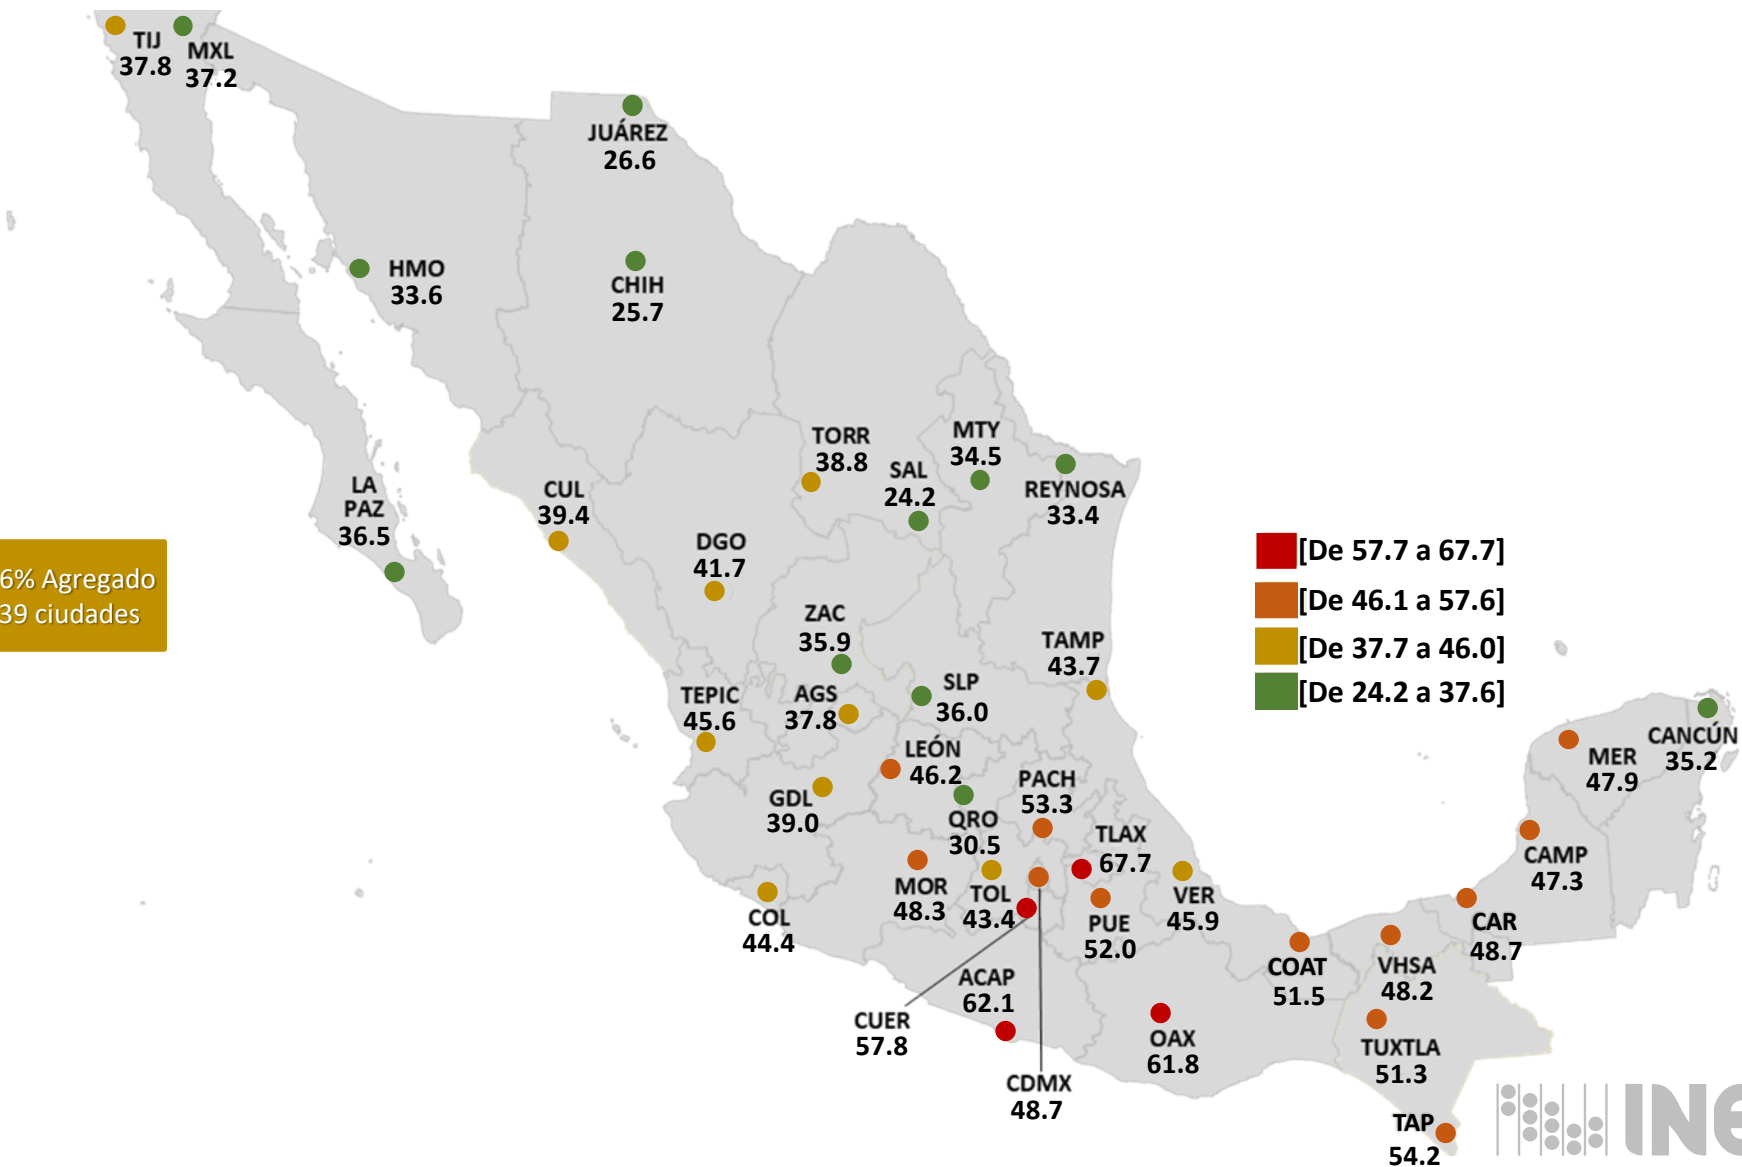 TIJ
37.8
MXL
37.2
JUÁREZ
26.6
HMO
33.6
CHIH
25.7
TORR
38.8
MTY
34.5
SAL
24.2
REYNOSA
33.4
LA
PAZ
36.5
CUL
39.4
DGO
41.7
6% Agregado
39 ciudades
[De 57.7 a 67.7]
[De 46.1 a 57.6]
[De 37.7 a 46.0]
[De 24.2 a 37.6]
ZAC
35.9
TAMP
43.7
TEPIC
45.6
AGS
37.8
SLP
36.0
LEÓN
46.2
PACH
53.3
MER
47.9
CANCÚN
35.2
GDL
39.0
QRO
30.5
TLAX
67.7
CAMP
47.3
MOR
48.3
TOL
43.4
PUE
52.0
VER
45.9
COL
44.4
CAR
48.7
COAT
51.5
VHSA
48.2
ACAP
62.1
CUER
57.8
OAX
61.8
TUXTLA
51.3
CDMX
48.7
TAP
54.2
INE